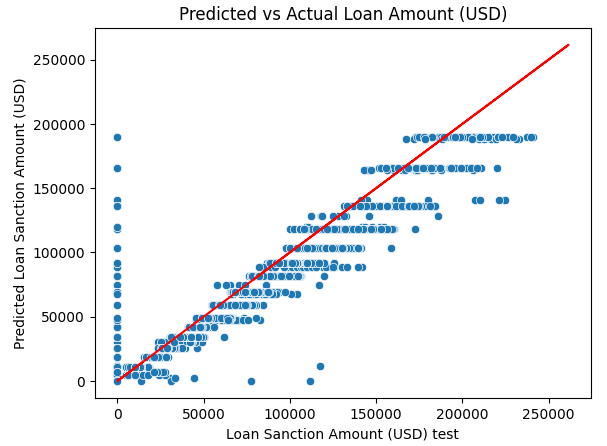 Predicted vs Actual Loan Amount (USD)
Predicted Loan Sanction Amount (USD)
250000
200000
150000
100000
50000
0
0 50000 100000 150000 200000 250000
Loan Sanction Amount (USD) test